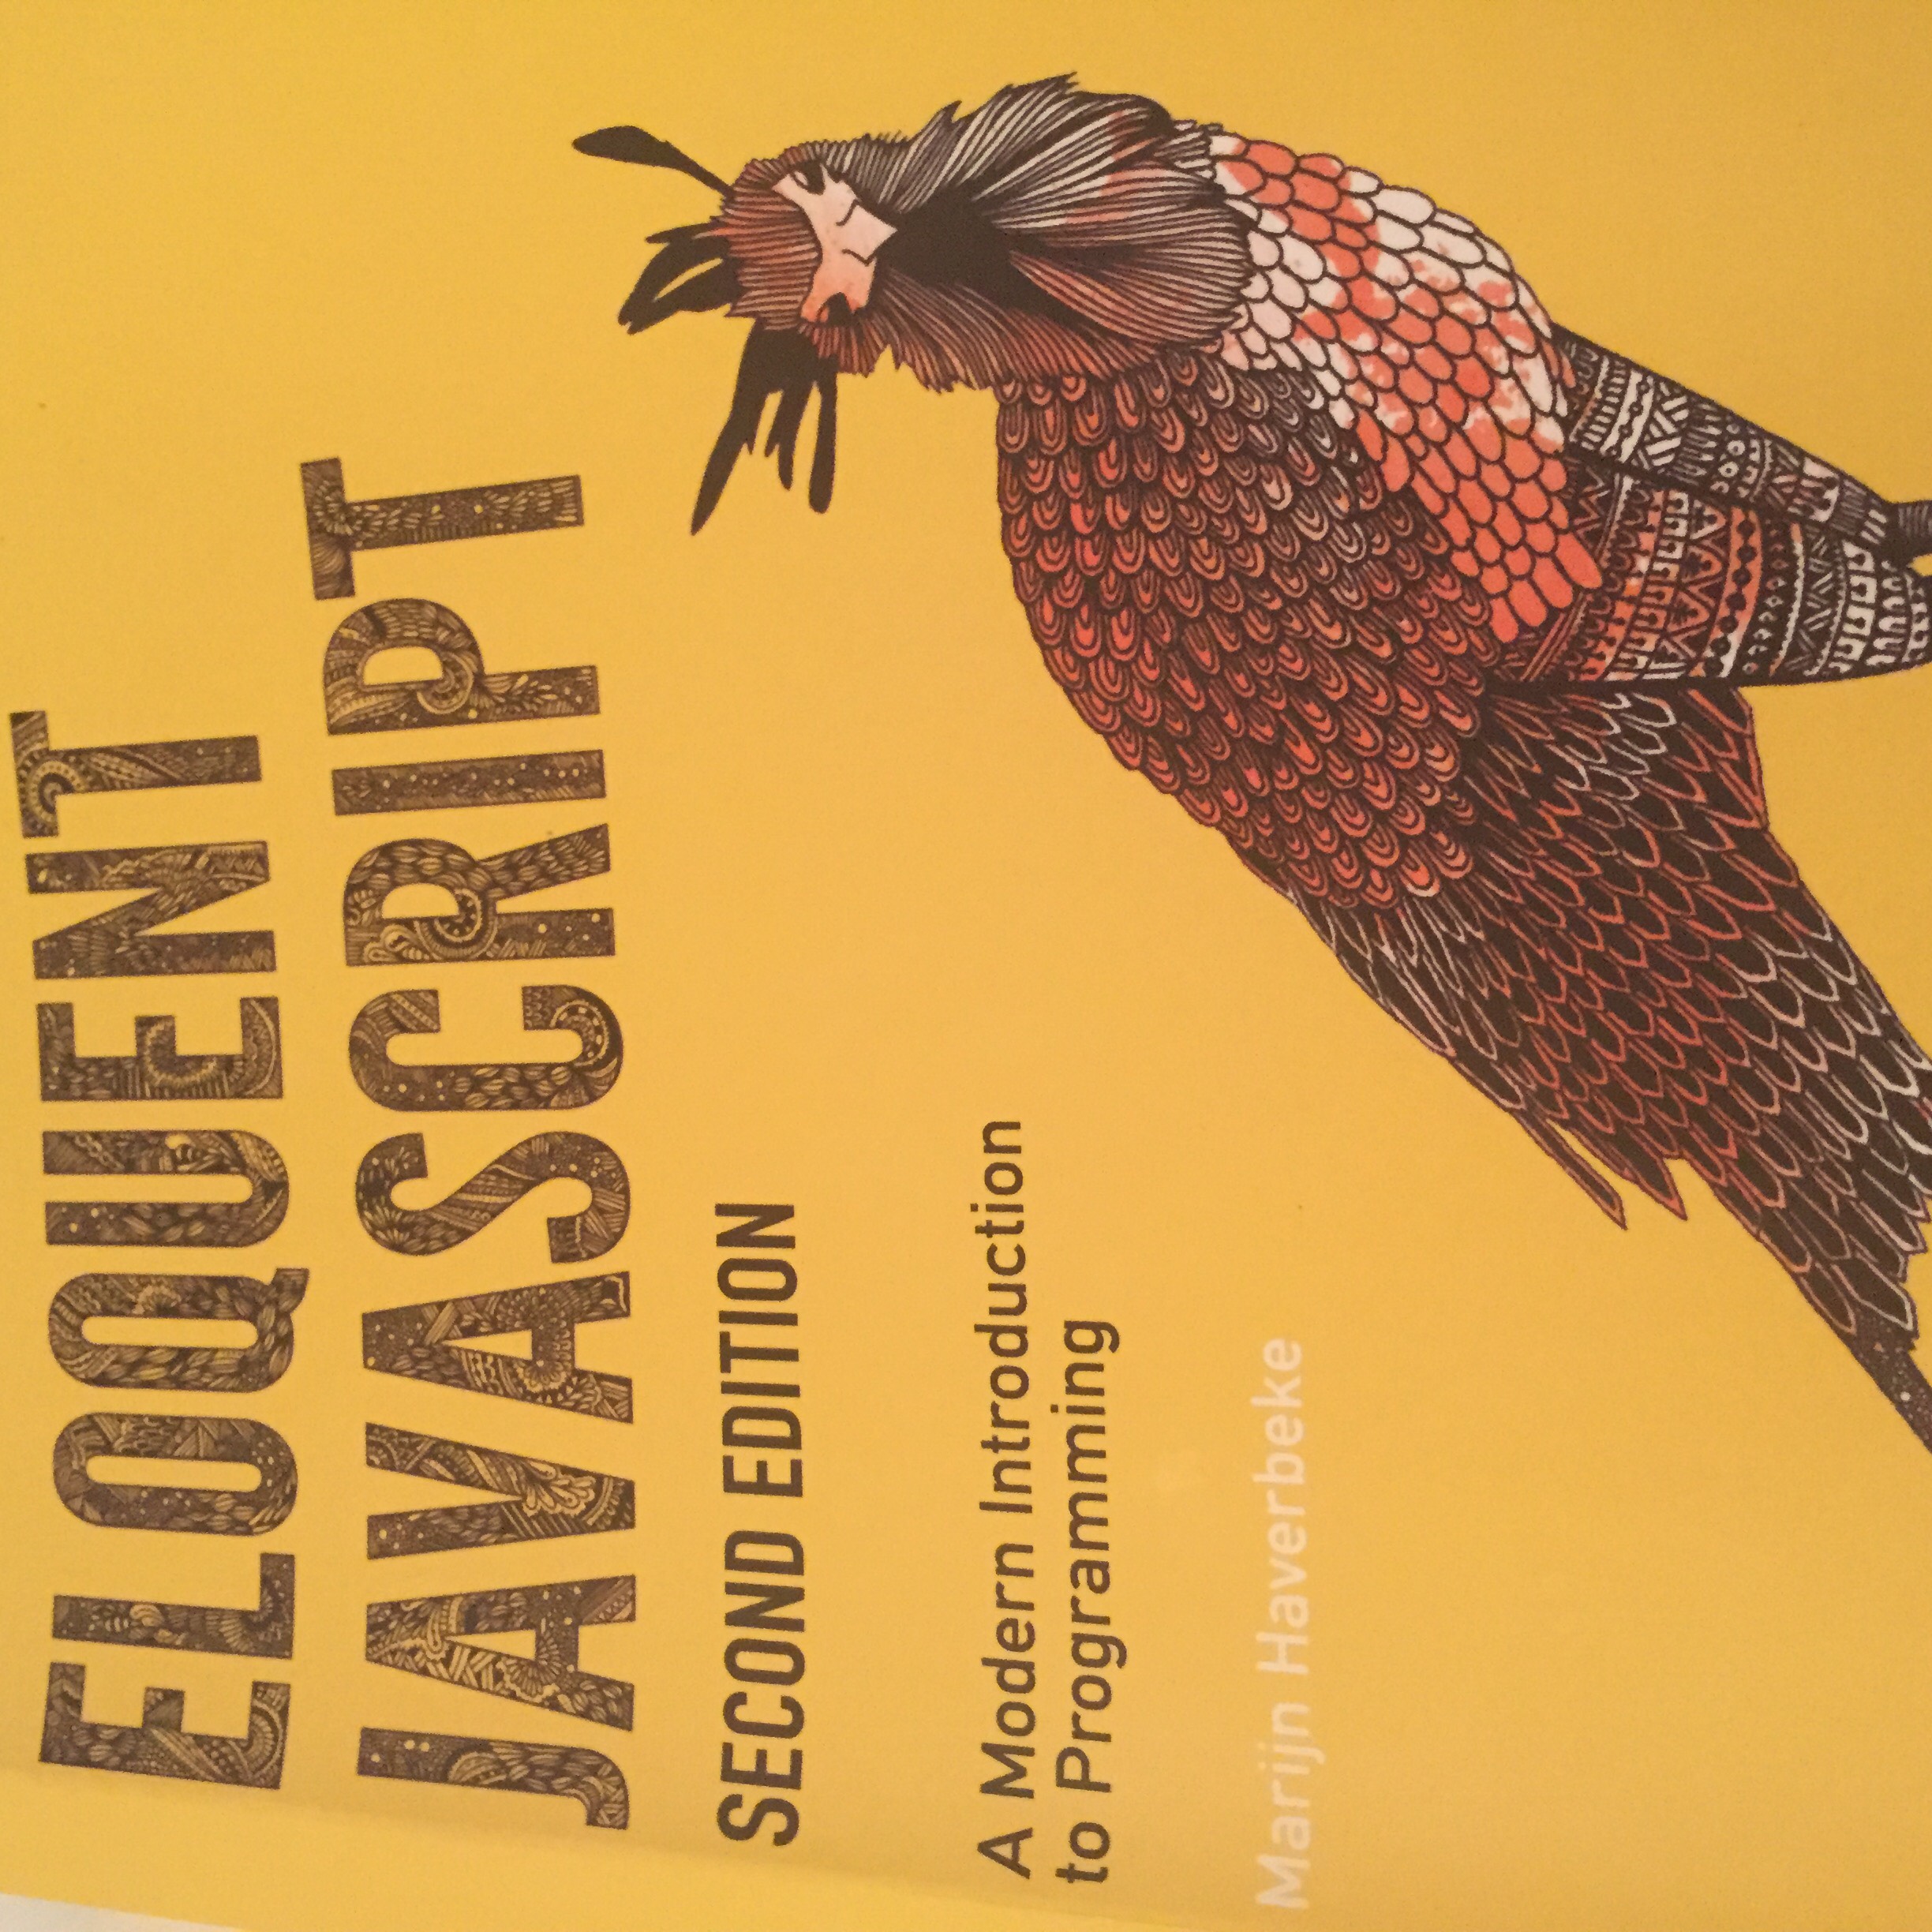 ELOQUENT
JAVASCRIPT
SECOND EDITION
A Modern Introduction
to Programming
Marijn Haverbeke